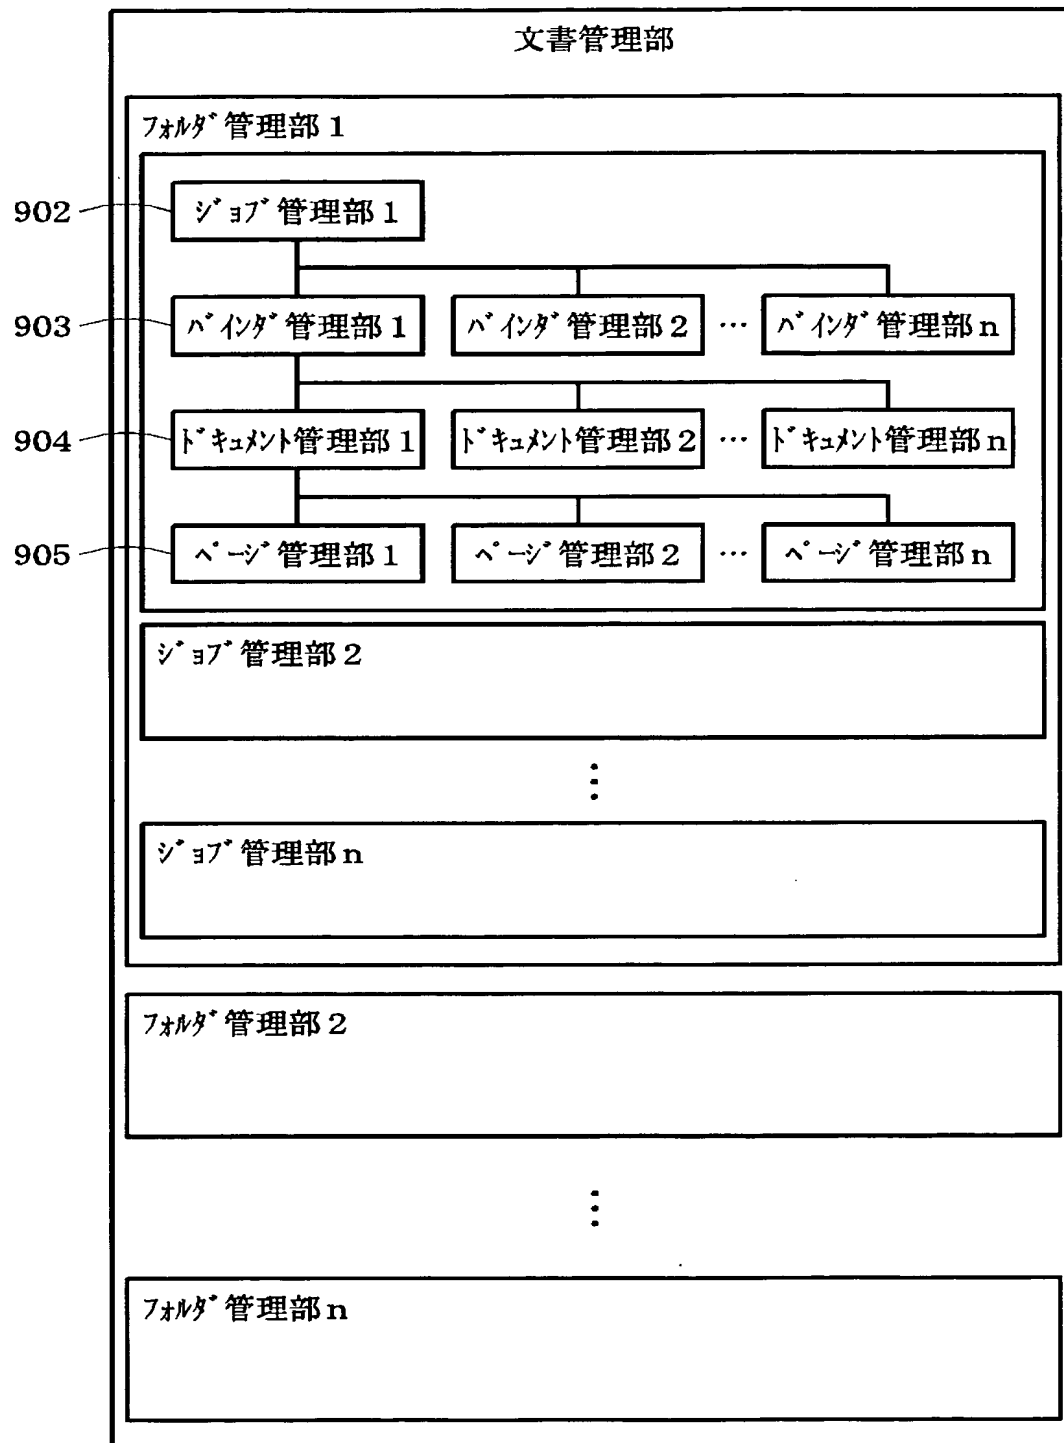 文書管理部
フォルダ管理部1
902 ジョブ管理部1
903 バインダ管理部1 バインダ管理部2 … バインダ管理部n
904 ドキュメント管理部1 ドキュメント管理部2 … ドキュメント管理部n
905 ページ管理部1 ページ管理部2 … ページ管理部n
ジョブ管理部2
ジョブ管理部n
フォルダ管理部2
フォルダ管理部n